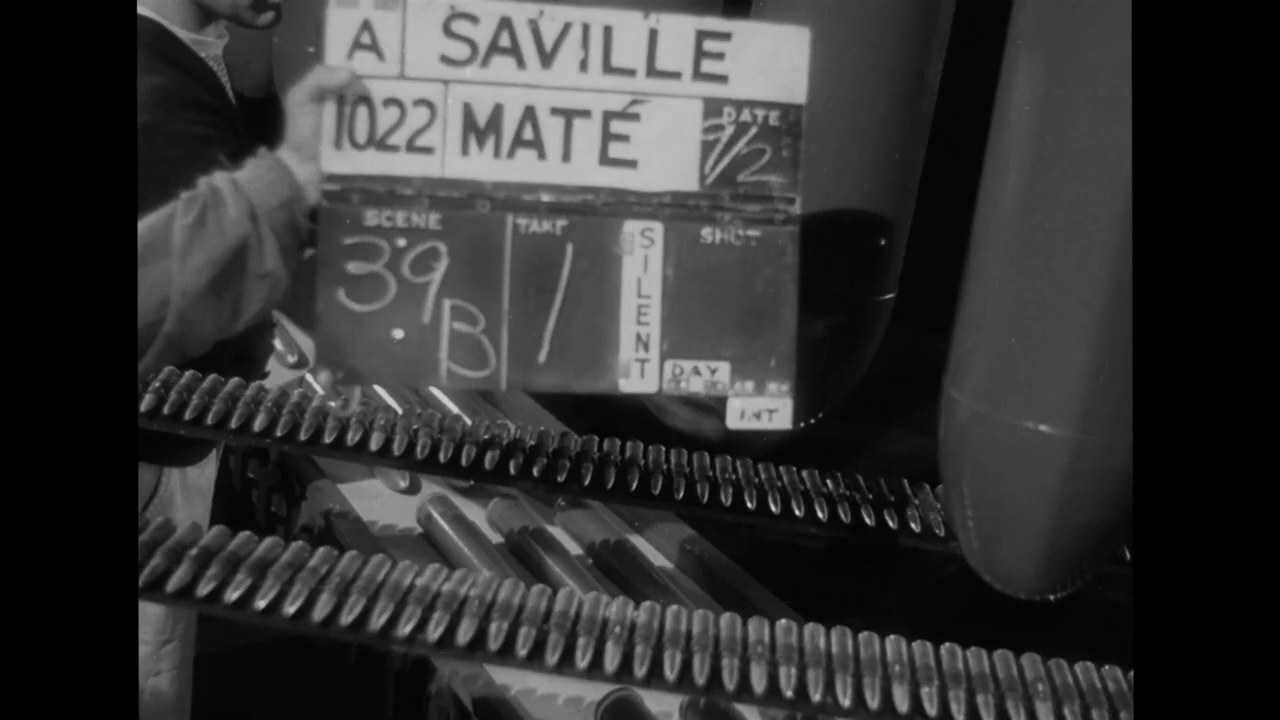 A SAVILLE
1022 MATÉ DATE
9/2
SCENE TAKE SILENT SHOT
39B 1
DAY
INT